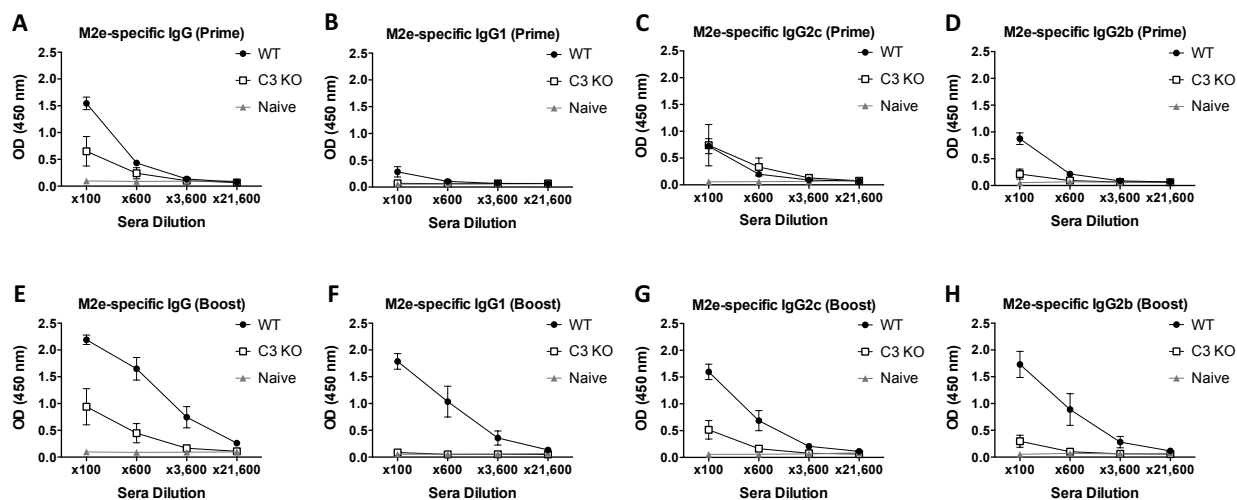 A
M2e-specific IgG (Prime)
OD (450 nm)
2.5
2.0
1.5
1.0
0.5
0.0
WT
C3 KO
Naive
x100
x600
x3,600
x21,600
Sera Dilution
B
M2e-specific IgG1 (Prime)
OD (450 nm)
2.5
2.0
1.5
1.0
0.5
0.0
WT
C3 KO
Naive
x100
x600
x3,600
x21,600
Sera Dilution
C
M2e-specific IgG2c (Prime)
OD (450 nm)
2.5
2.0
1.5
1.0
0.5
0.0
WT
C3 KO
Naive
x100
x600
x3,600
x21,600
Sera Dilution
D
M2e-specific IgG2b (Prime)
OD (450 nm)
2.5
2.0
1.5
1.0
0.5
0.0
WT
C3 KO
Naive
x100
x600
x3,600
x21,600
Sera Dilution
E
M2e-specific IgG (Boost)
OD (450 nm)
2.5
2.0
1.5
1.0
0.5
0.0
WT
C3 KO
Naive
x100
x600
x3,600
x21,600
Sera Dilution
F
M2e-specific IgG1 (Boost)
OD (450 nm)
2.5
2.0
1.5
1.0
0.5
0.0
WT
C3 KO
Naive
x100
x600
x3,600
x21,600
Sera Dilution
G
M2e-specific IgG2c (Boost)
OD (450 nm)
2.5
2.0
1.5
1.0
0.5
0.0
WT
C3 KO
Naive
x100
x600
x3,600
x21,600
Sera Dilution
H
M2e-specific IgG2b (Boost)
OD (450 nm)
2.5
2.0
1.5
1.0
0.5
0.0
WT
C3 KO
Naive
x100
x600
x3,600
x21,600
Sera Dilution